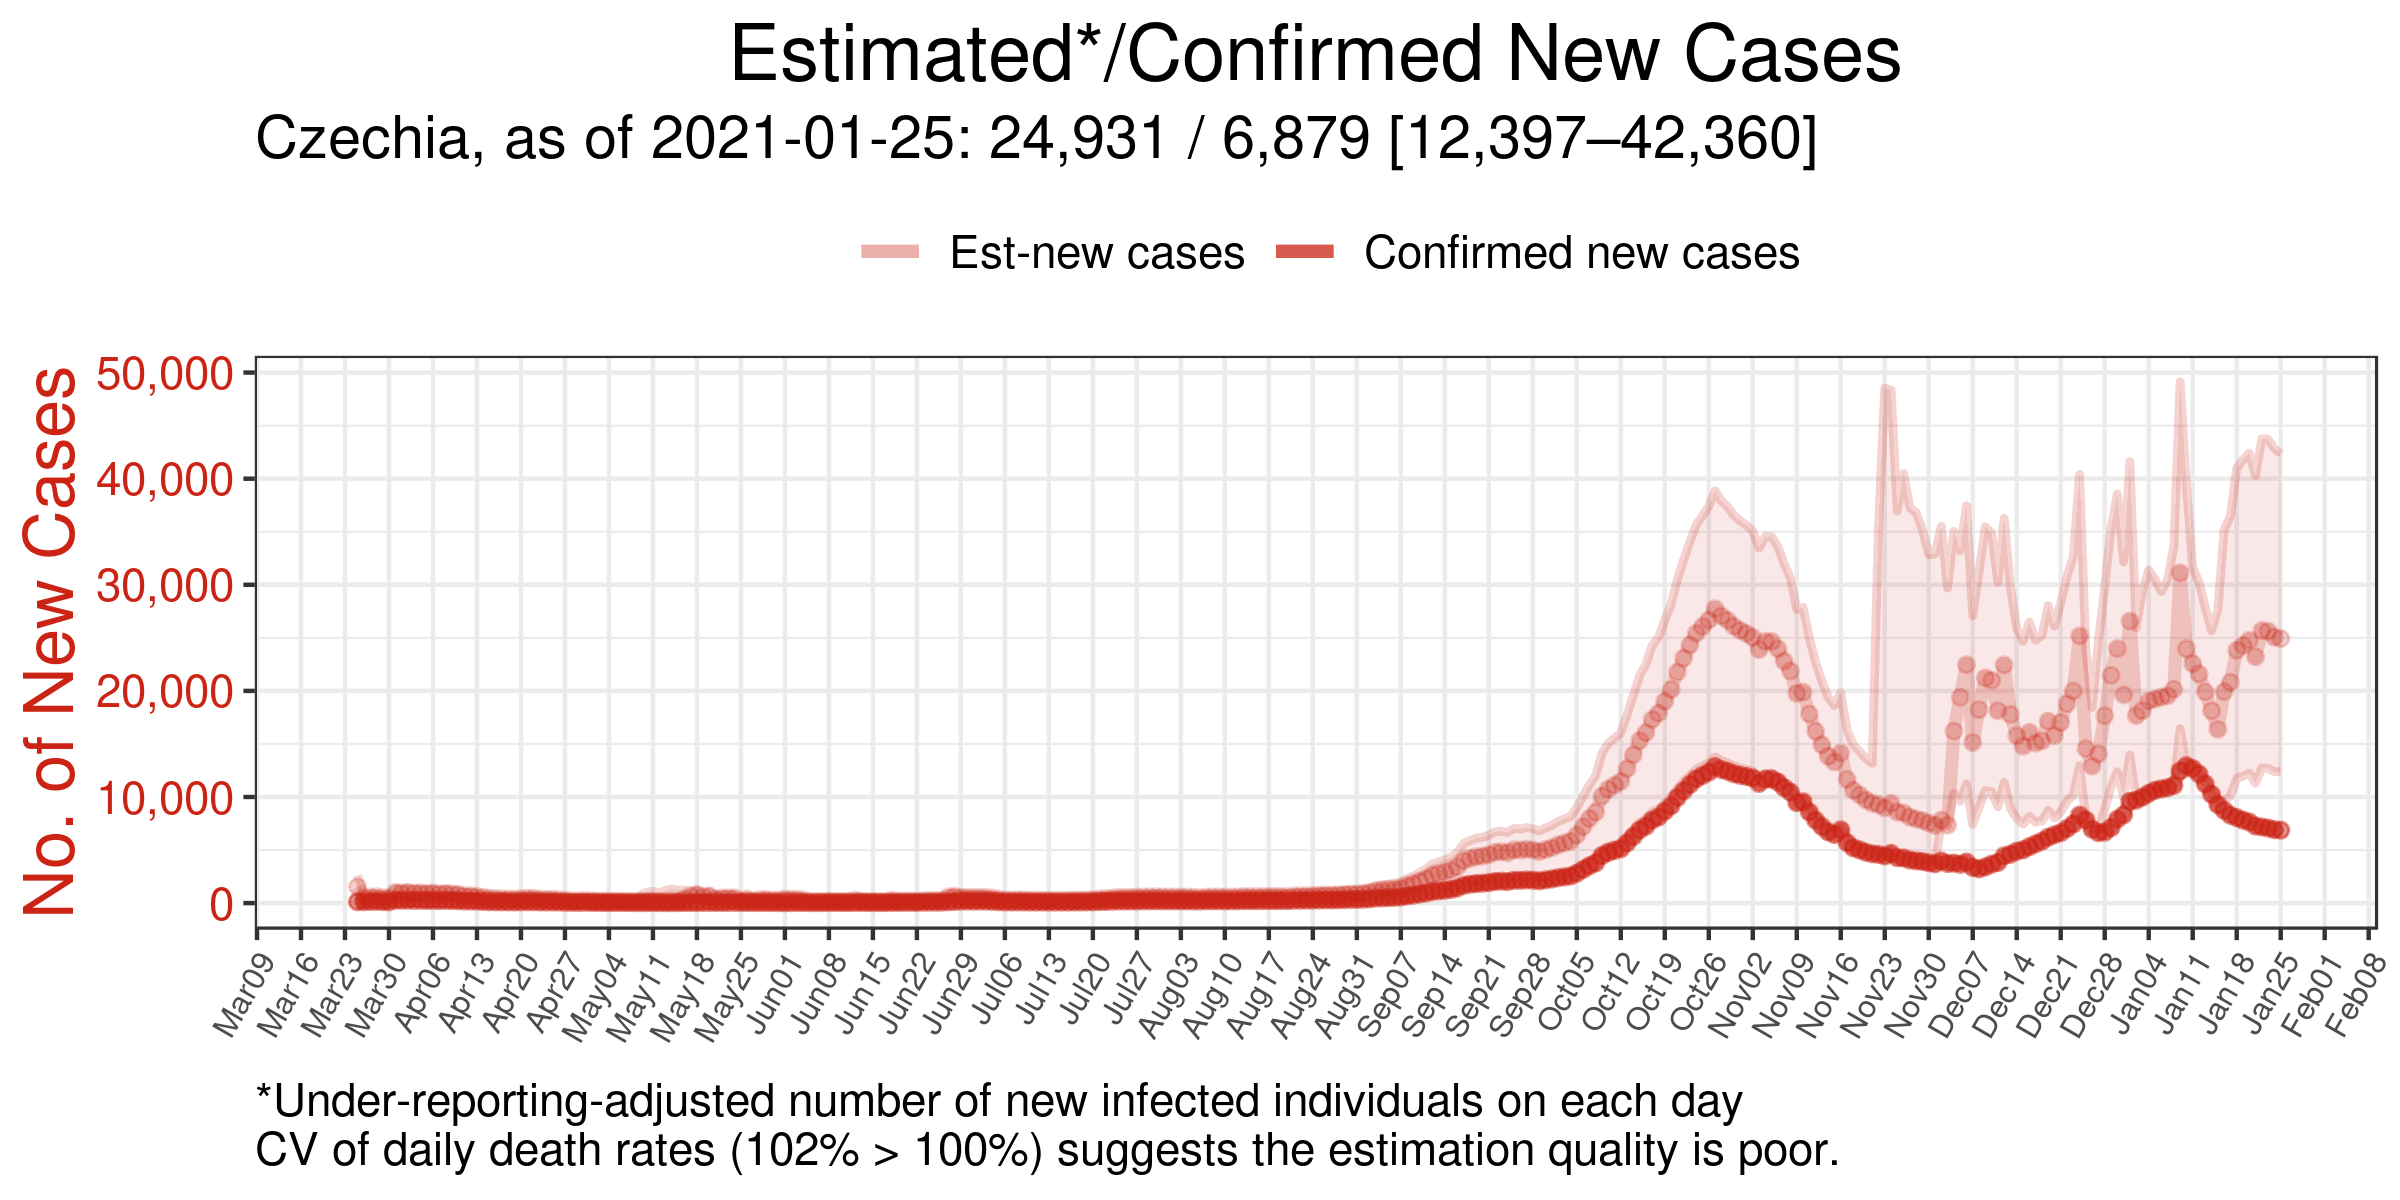 Estimated*/Confirmed New Cases
Czechia, as of 2021-01-25: 24,931 / 6,879 [12,397–42,360]
Est-new cases
Confirmed new cases
No. of New Cases
50,000
40,000
30,000
20,000
10,000
0
Mar09
Mar16
Mar23
Mar30
Apr06
Apr13
Apr20
Apr27
May04
May11
May18
May25
Jun01
Jun08
Jun15
Jun22
Jun29
Jul06
Jul13
Jul20
Jul27
Aug03
Aug10
Aug17
Aug24
Aug31
Sep07
Sep14
Sep21
Sep28
Oct05
Oct12
Oct19
Oct26
Nov02
Nov09
Nov16
Nov23
Nov30
Dec07
Dec14
Dec21
Dec28
Jan04
Jan11
Jan18
Jan25
Feb01
Feb08
*Under-reporting-adjusted number of new infected individuals on each day
CV of daily death rates (102% > 100%) suggests the estimation quality is poor.